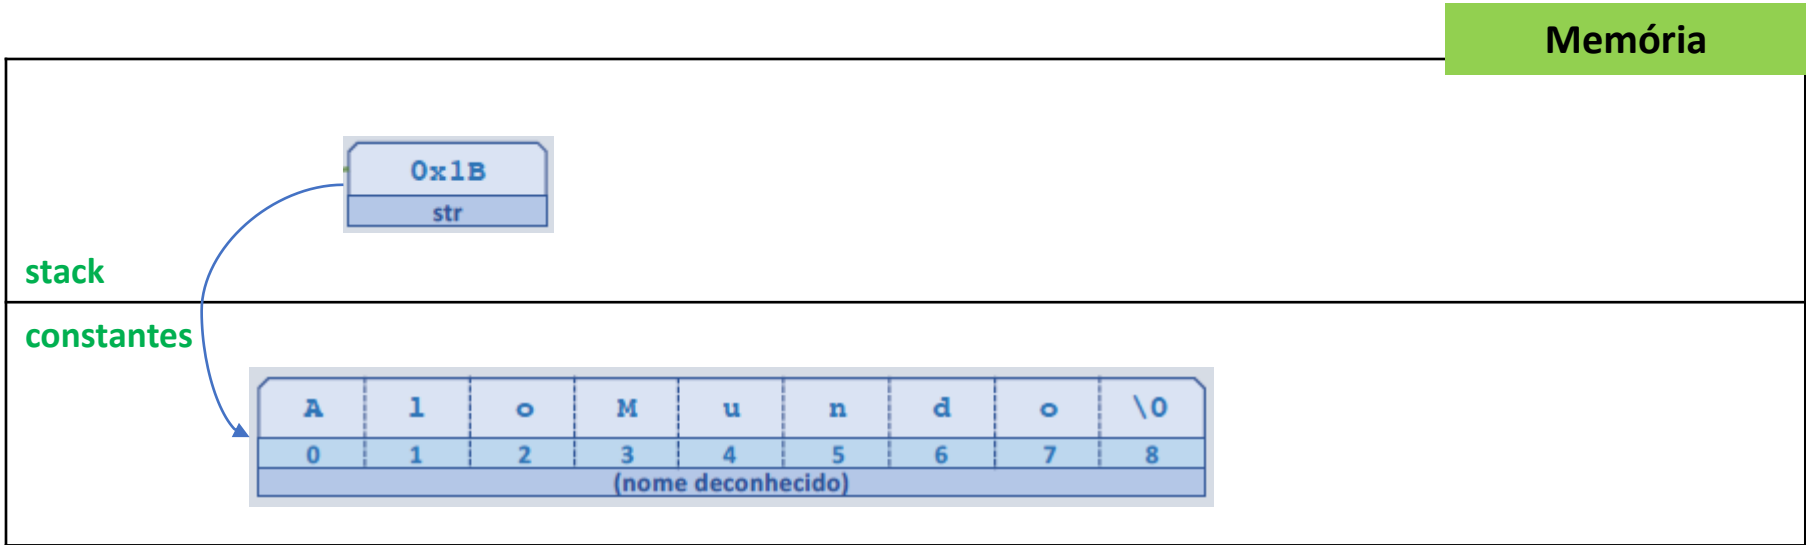 Memória
0x1B
str
stack
constantes
A l o M u n d o \0
0 1 2 3 4 5 6 7 8
(nome deconhecido)